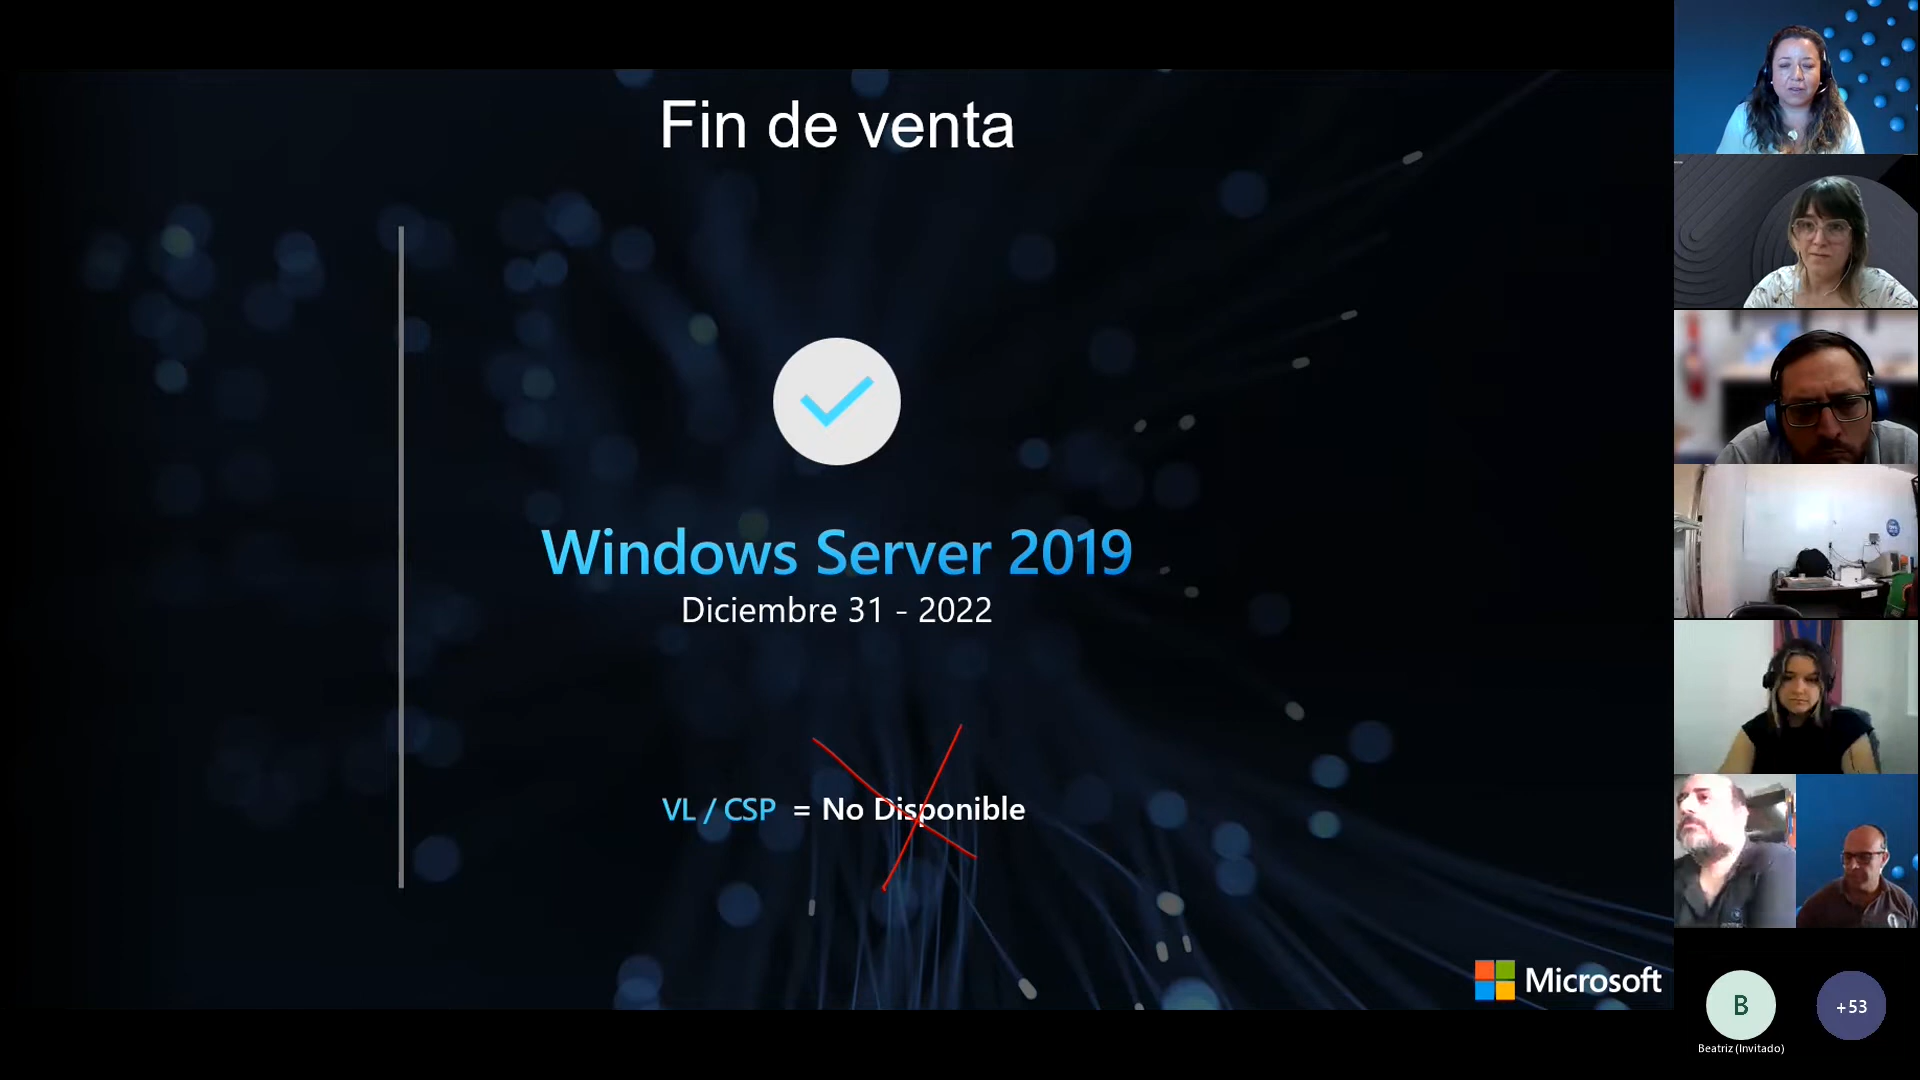 Fin de venta
Windows Server 2019
Diciembre 31 - 2022
VL / CSP = No Disponible
Microsoft
B
+53
Beatriz (Invitado)